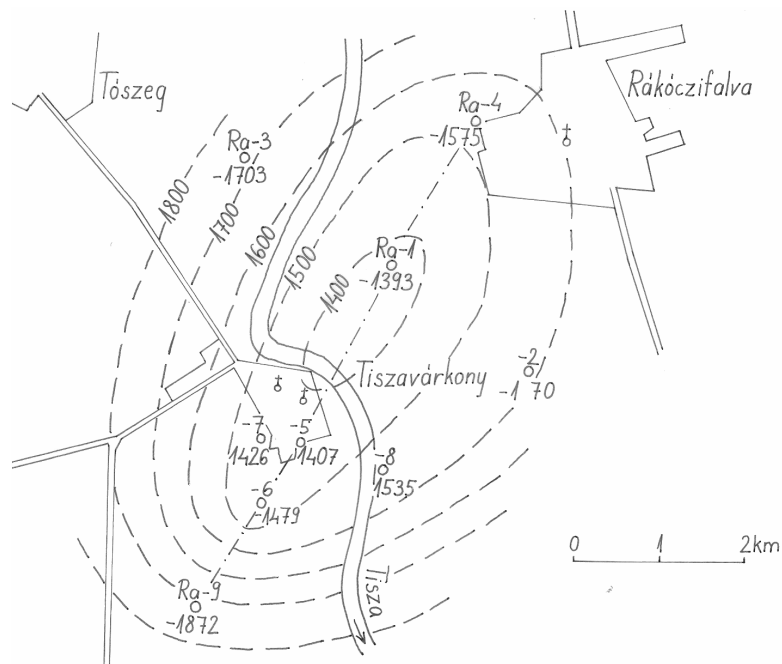 Tószeg
Rákóczifalva
Ra-4
-1575
Ra-3
-1703
1800
1700
1600
1500
1400
Ra-1
-1393
Tiszavárkony
-2
-1 70
-7
1426
-5
1407
-8
1535
-6
-1479
Ra-9
-1872
Tisza
0 1 2km